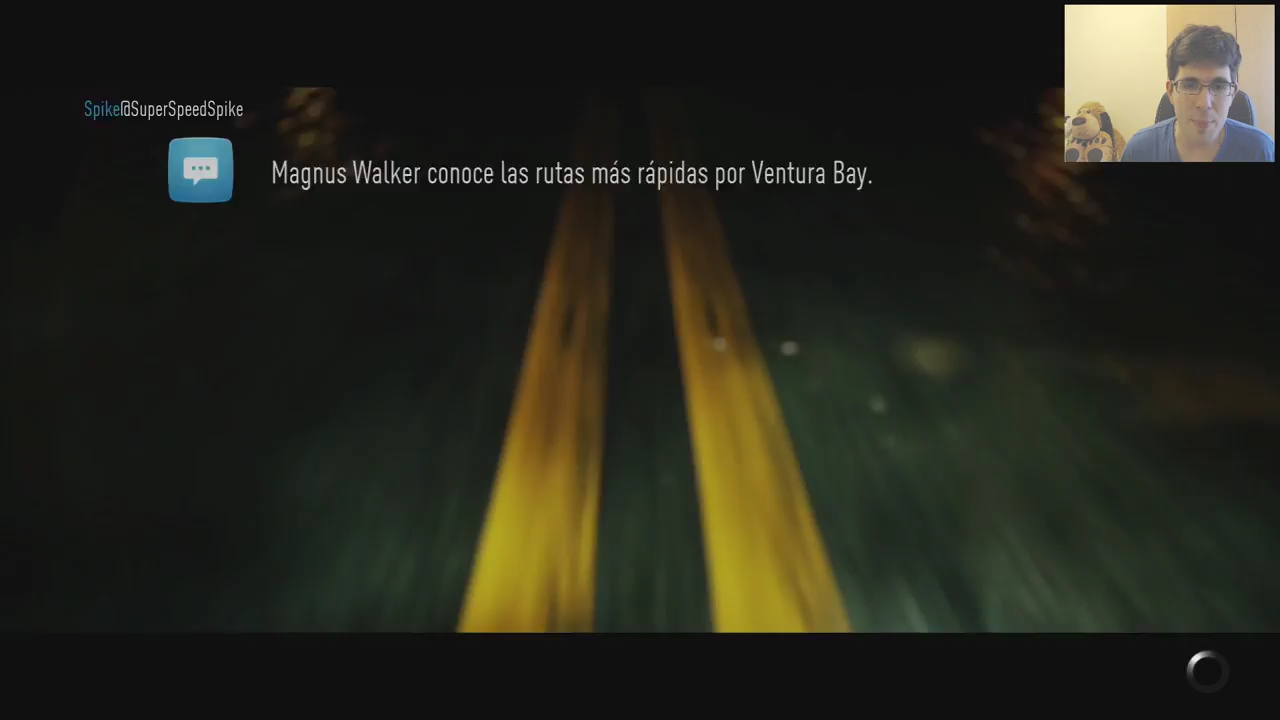 Spike@SuperSpeedSpike
Magnus Walker conoce las rutas más rápidas por Ventura Bay.